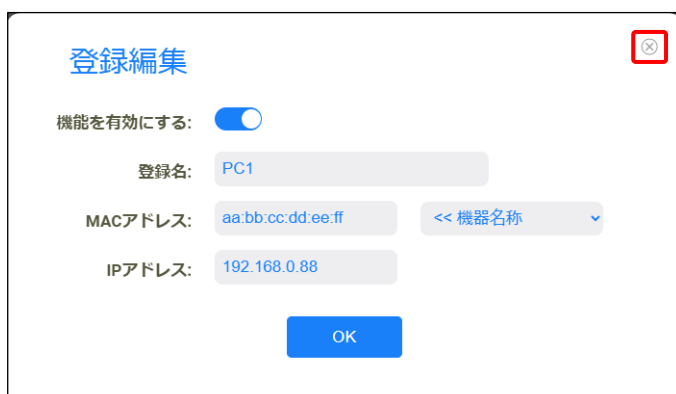 登録編集
機能を有効にする:
登録名: PC1
MACアドレス: aa:bb:cc:dd:ee:ff << 機器名称
IPアドレス: 192.168.0.88
OK